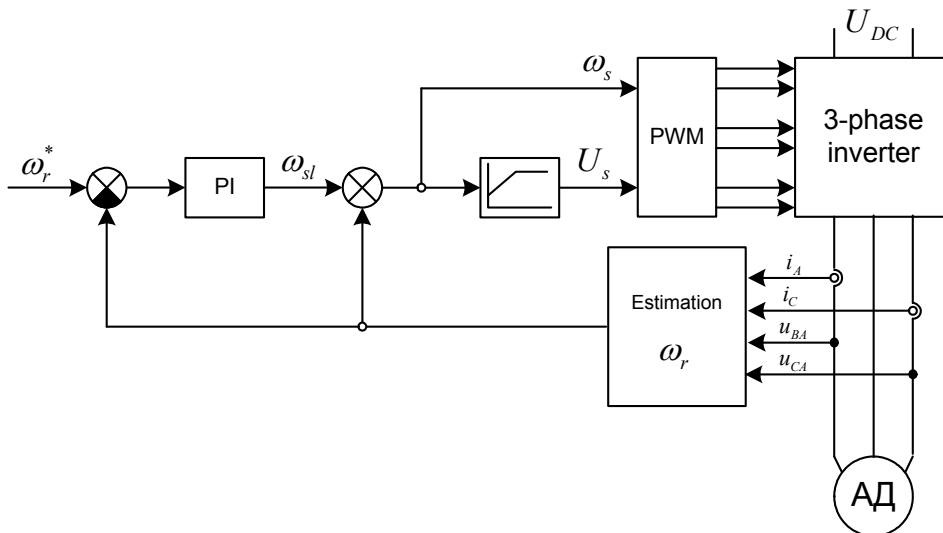 U_DC
ω_s
3-phase
inverter
PWM
ω_r^*
PI
ω_sl
U_s
i_A
Estimation
i_C
u_BA
ω_r
u_CA
АД